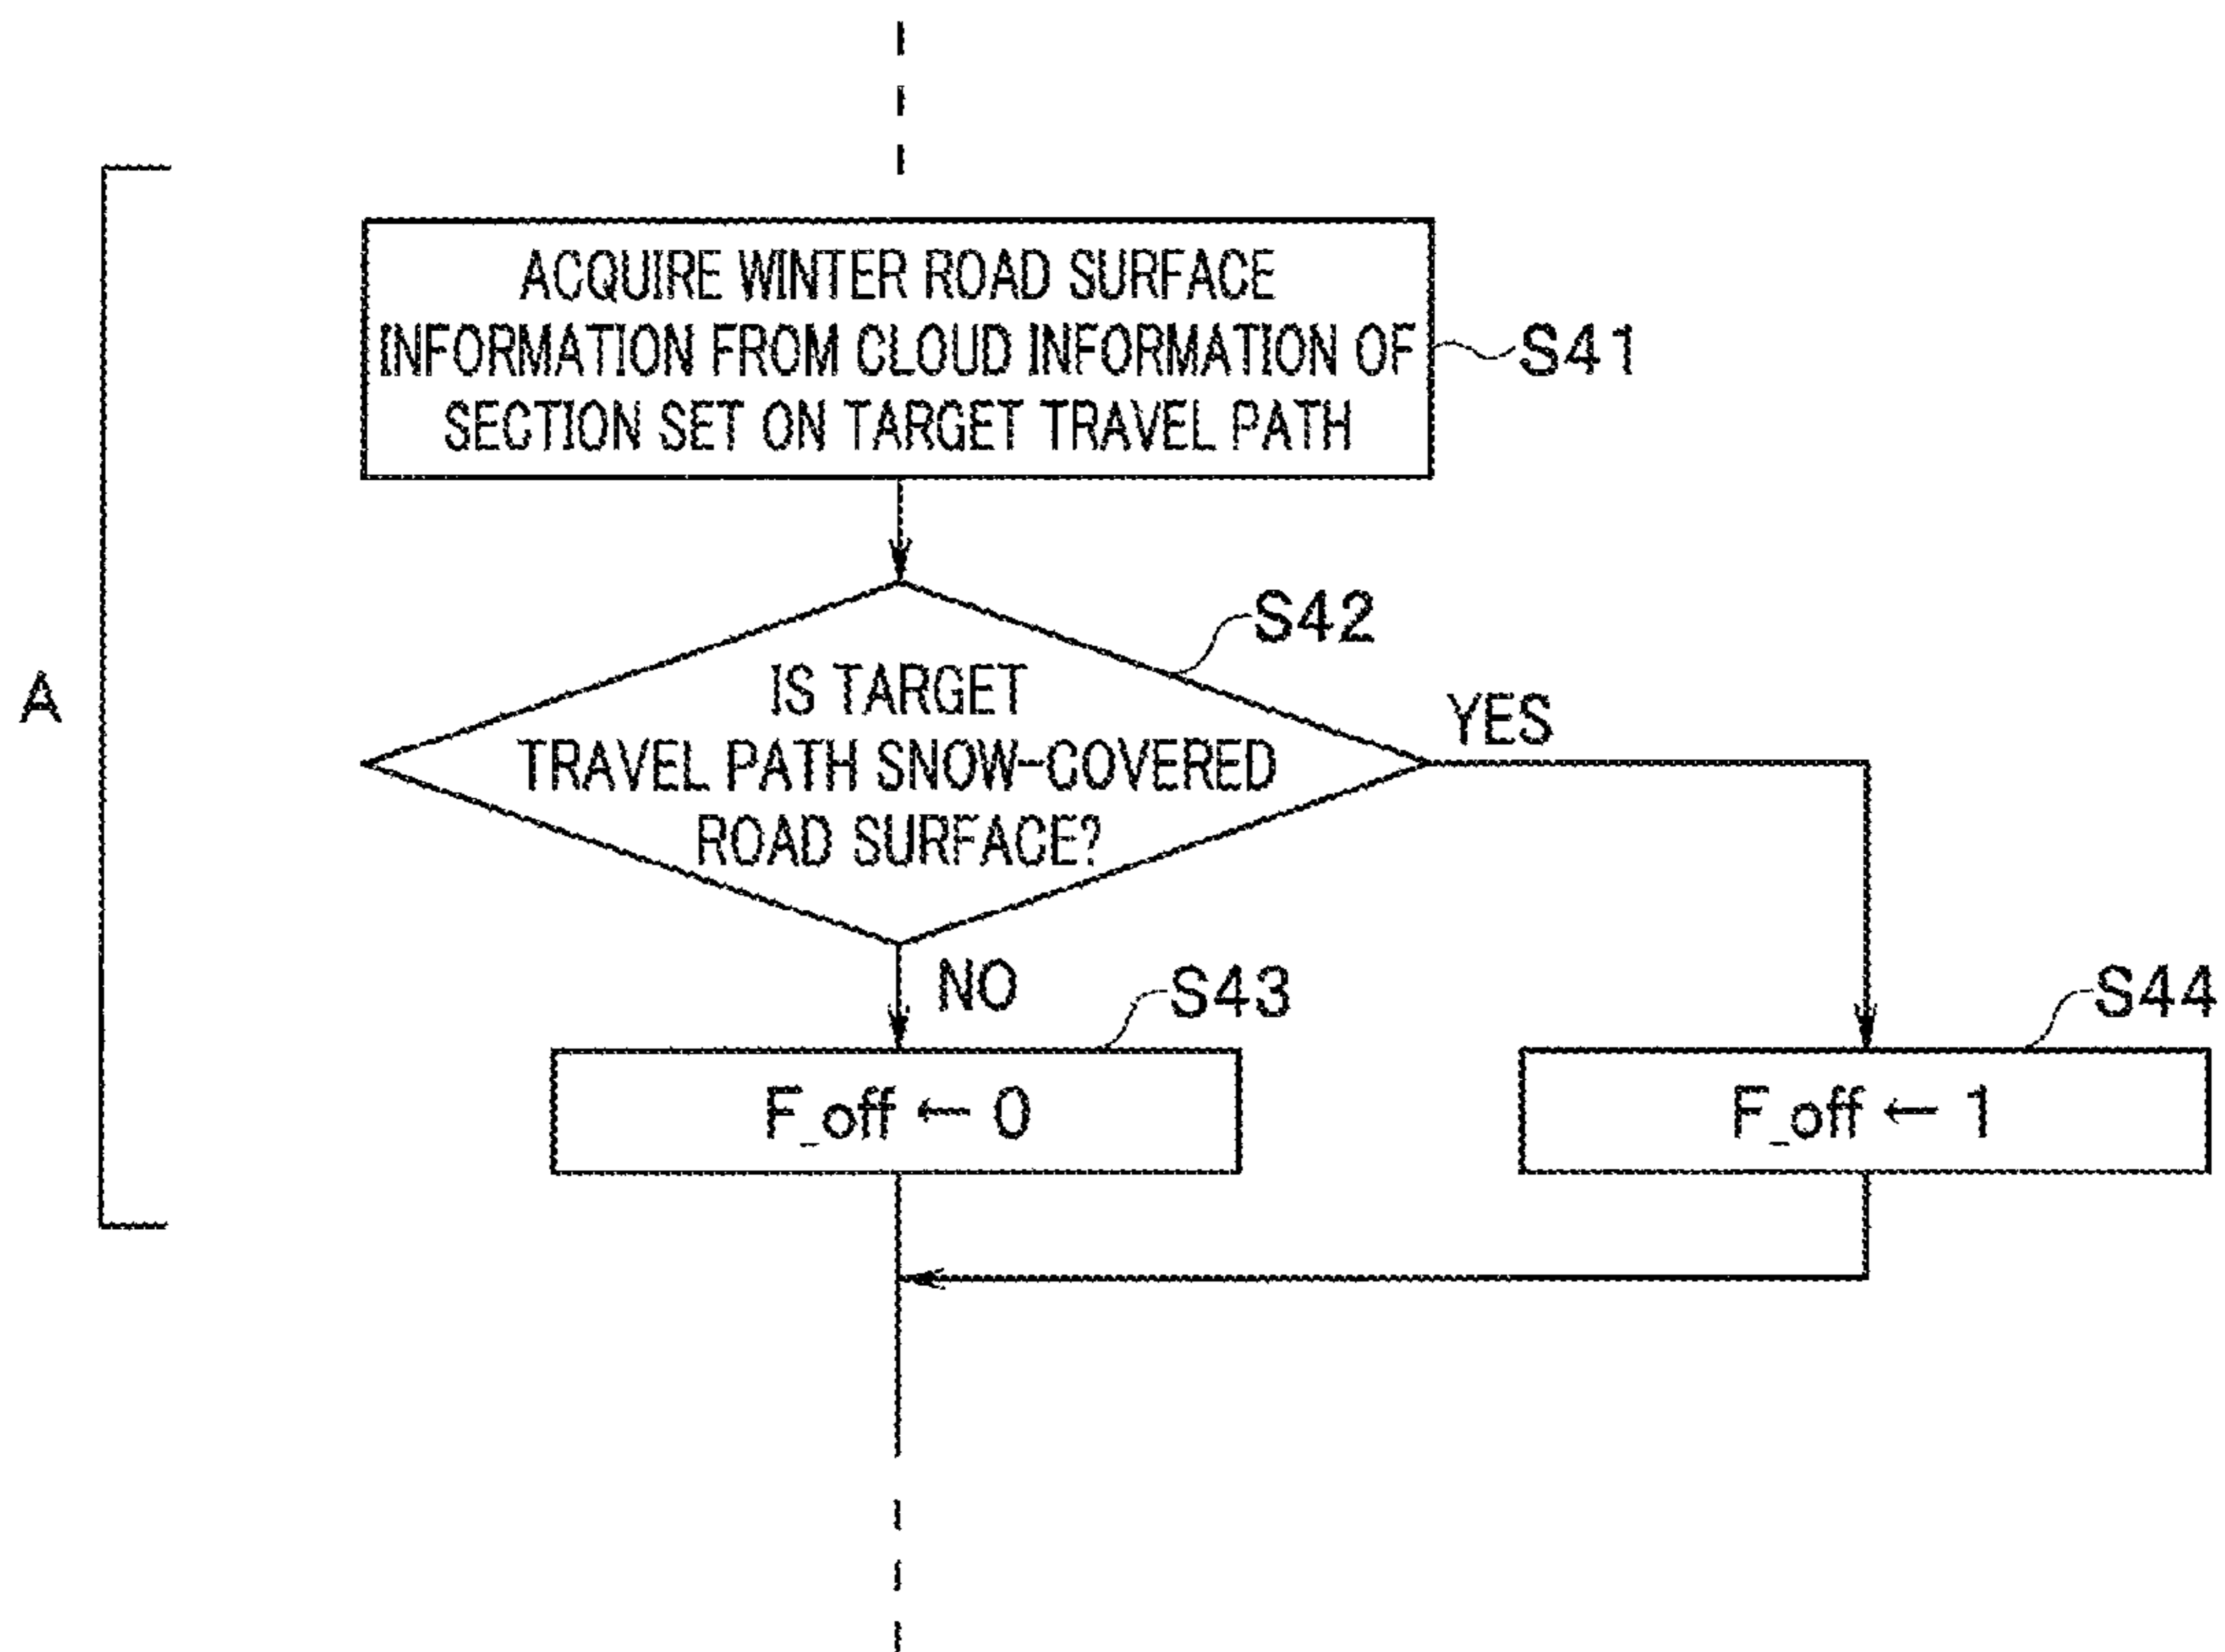 ACQUIRE WINTER ROAD SURFACE
INFORMATION FROM CLOUD INFORMATION OF
SECTION SET ON TARGET TRAVEL PATH
S41
S42
A
IS TARGET
TRAVEL PATH SNOW-COVERED
ROAD SURFACE?
YES
NO
S43
S44
F_off ← 0
F_off ← 1